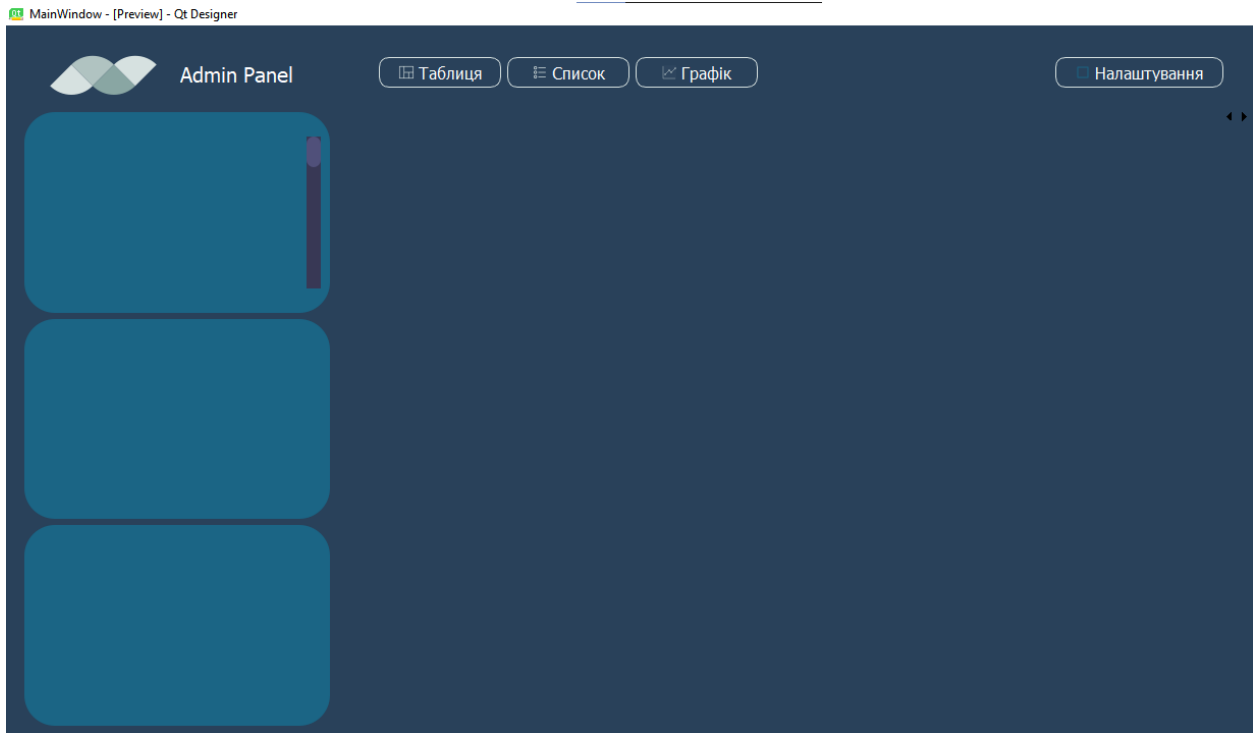 MainWindow - [Preview] - Qt Designer
Admin Panel
Таблиця
Список
Графік
Налаштування